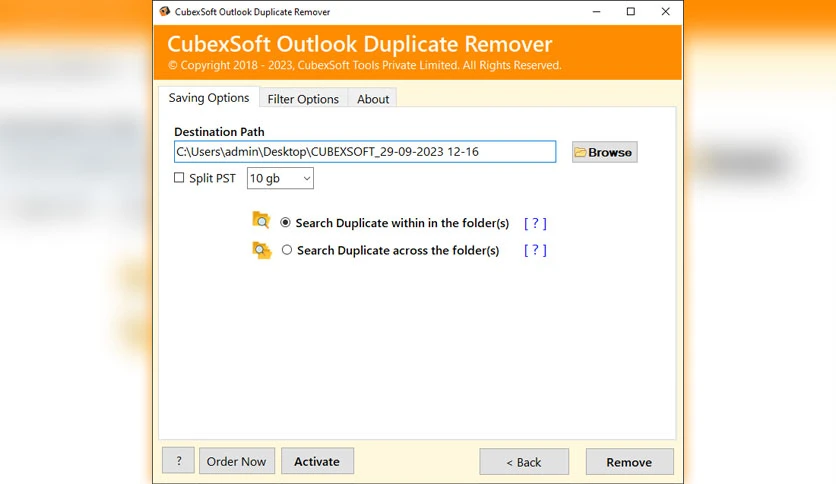 CubexSoft Outlook Duplicate Remover
CubexSoft Outlook Duplicate Remover
© Copyright 2018 - 2023, CubexSoft Tools Private Limited. All Rights Reserved.
Saving Options Filter Options About
Destination Path
C:\Users\admin\Desktop\CUBEXSOFT_29-09-2023 12-16 Browse
Split PST 10 gb
Search Duplicate within in the folder(s) [ ? ]
Search Duplicate across the folder(s) [ ? ]
? Order Now Activate < Back Remove